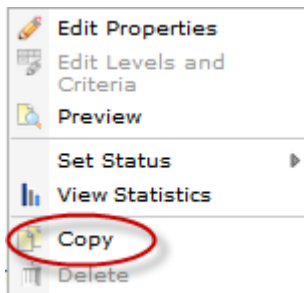 Edit Properties
Edit Levels and
Criteria
Preview
Set Status
View Statistics
Copy
Delete